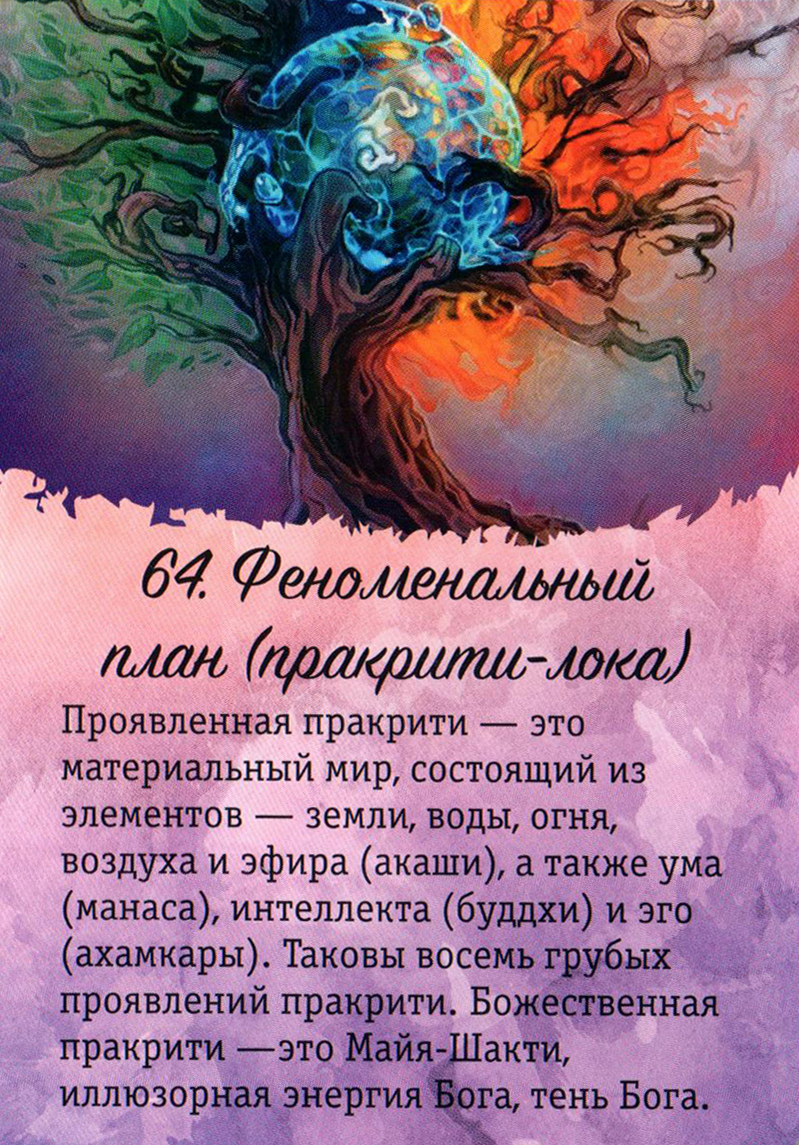 64. Феноменальный
план (пракрити-лока)
Проявленная пракрити — это
материальный мир, состоящий из
элементов — земли, воды, огня,
воздуха и эфира (акаши), а также ума
(манаса), интеллекта (буддхи) и эго
(ахамкары). Таковы восемь грубых
проявлений пракрити. Божественная
пракрити —это Майя-Шакти,
иллюзорная энергия Бога, тень Бога.